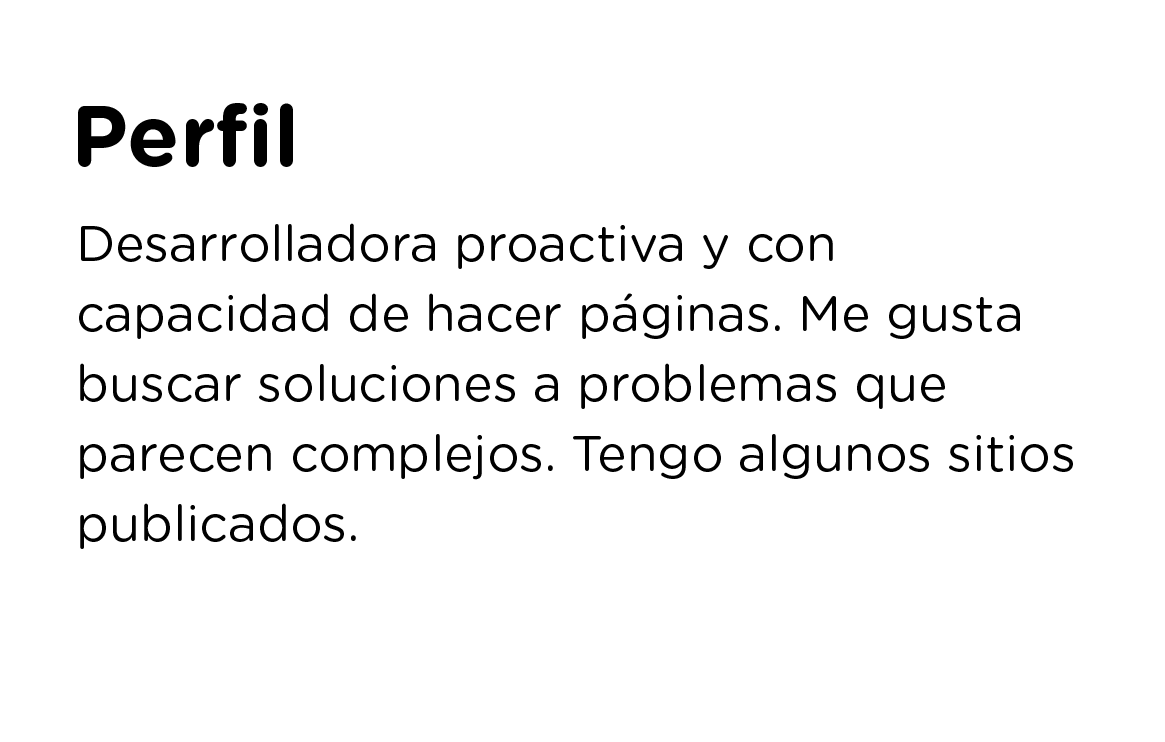 Perfil
Desarrolladora proactiva y con
capacidad de hacer páginas. Me gusta
buscar soluciones a problemas que
parecen complejos. Tengo algunos sitios
publicados.